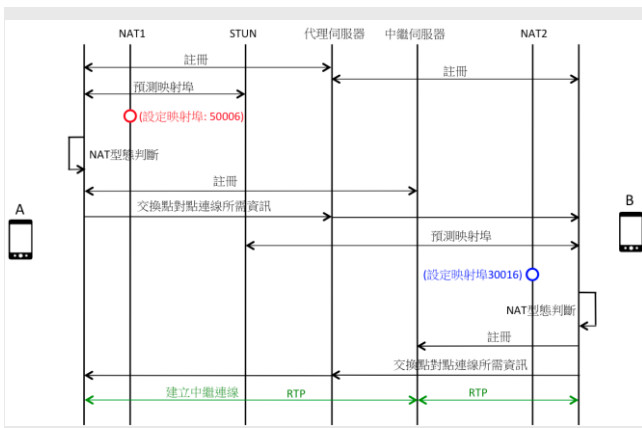 NAT1
STUN
代理伺服器
中繼伺服器
NAT2
註冊
註冊
預測映射埠
(設定映射埠: 50006)
NAT型態判斷
註冊
A
交換點對點連線所需資訊
B
預測映射埠
(設定映射埠30016)
NAT型態判斷
註冊
交換點對點連線所需資訊
建立中繼連線
RTP
RTP